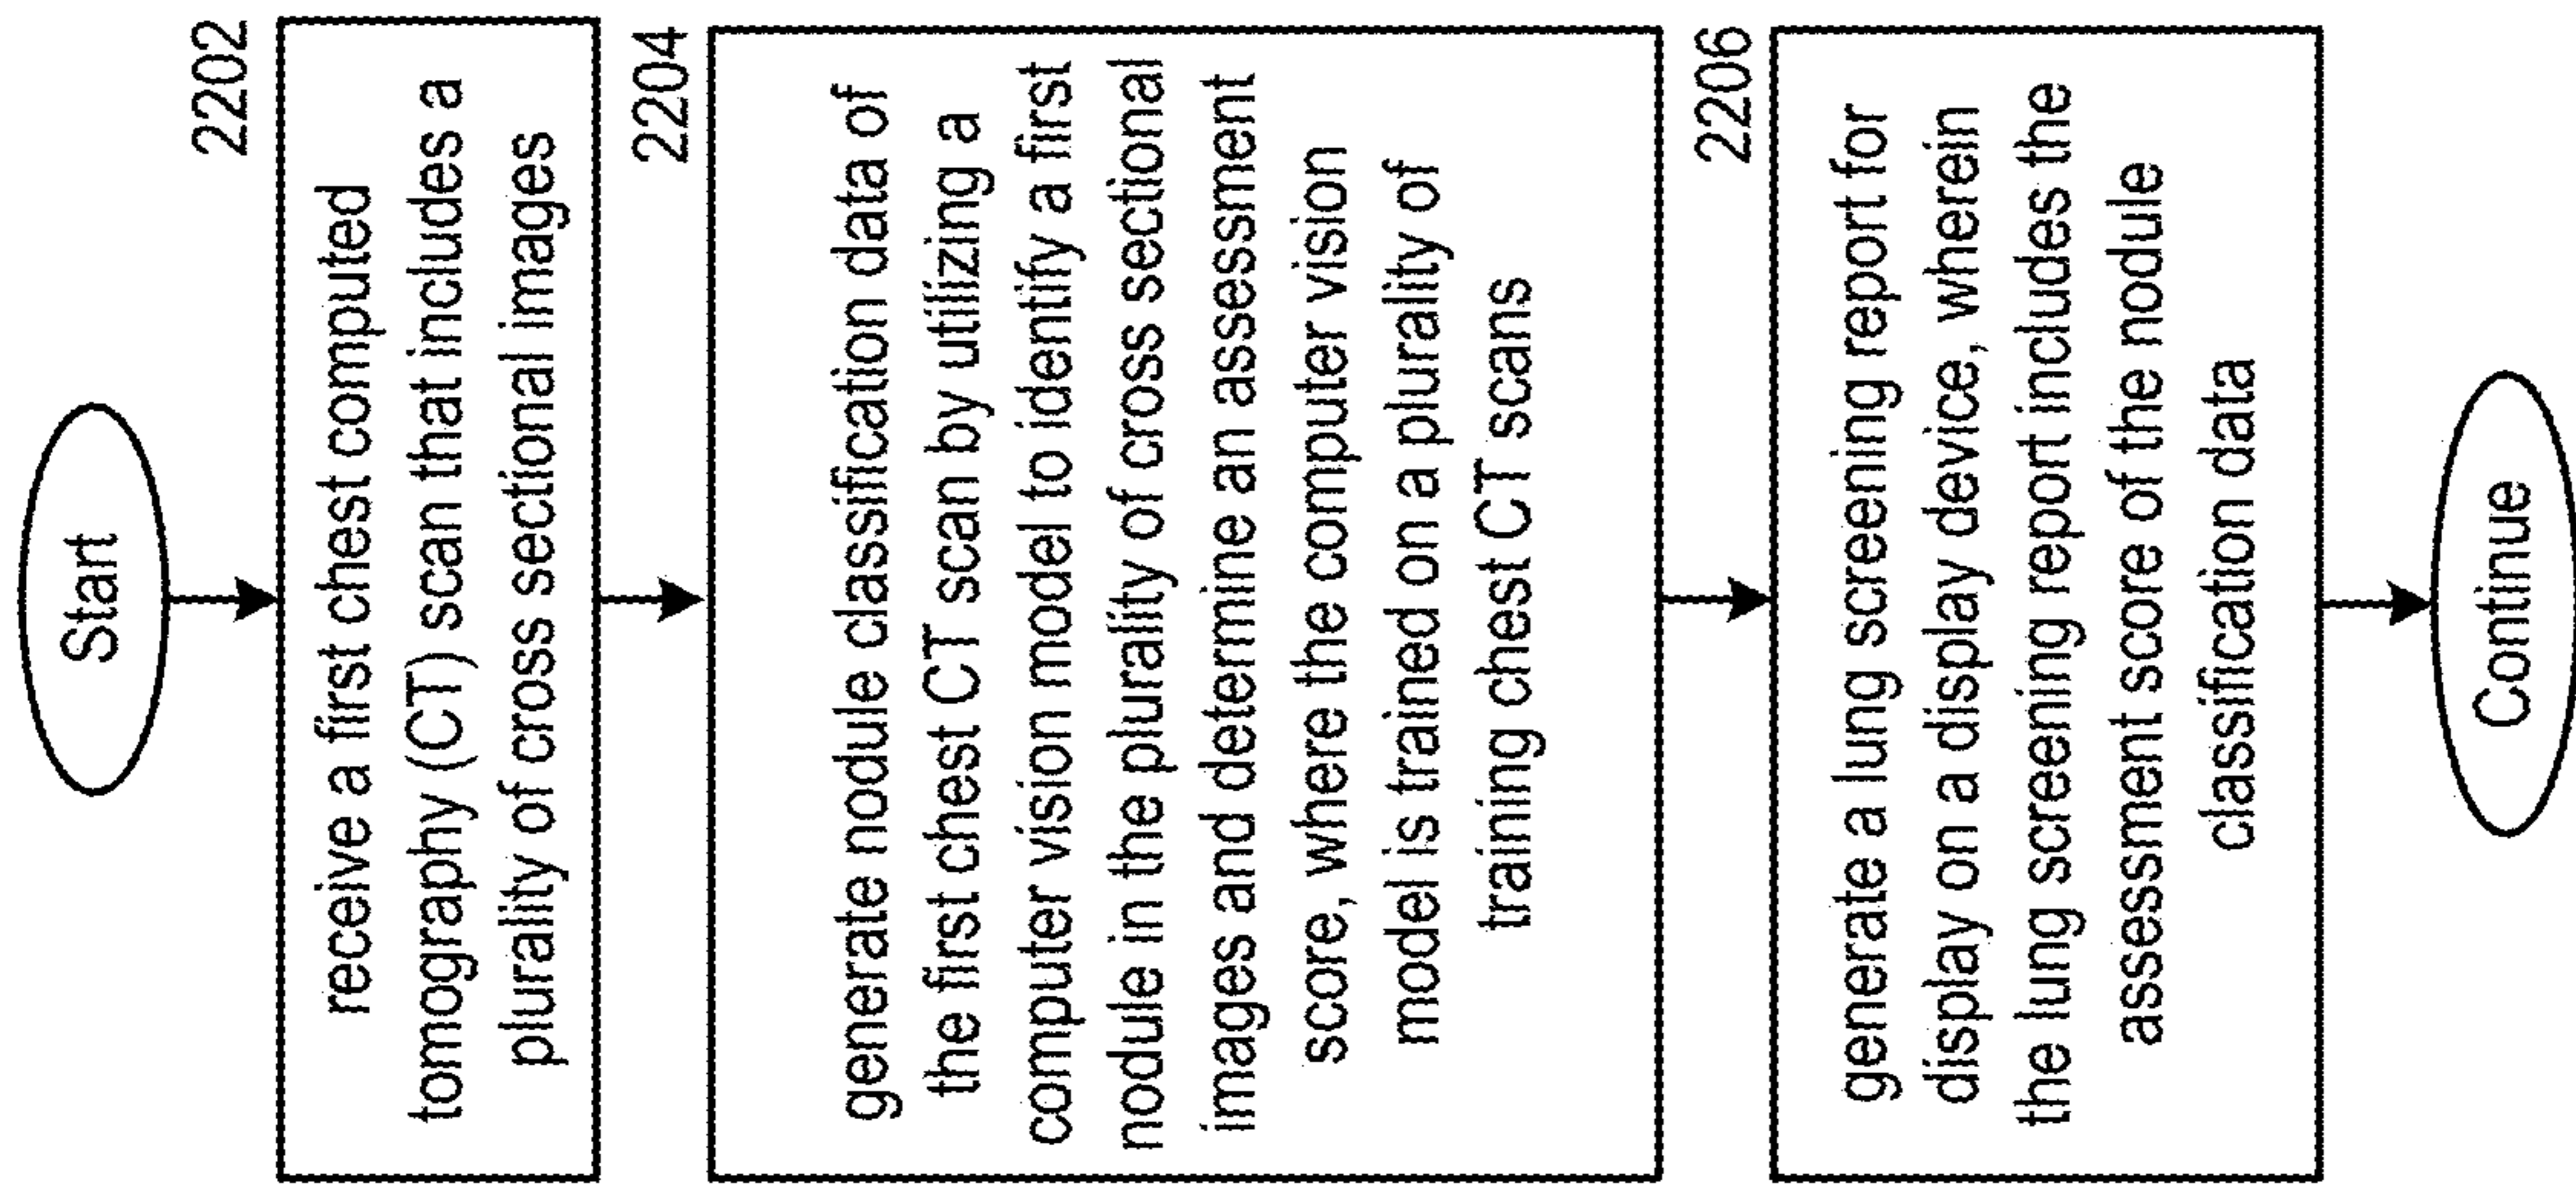 Start
2202
receive a first chest computed
tomography (CT) scan that includes a
plurality of cross sectional images
2204
generate nodule classification data of
the first chest CT scan by utilizing a
computer vision model to identify a first
nodule in the plurality of cross sectional
images and determine an assessment
score, where the computer vision
model is trained on a plurality of
training chest CT scans
2206
generate a lung screening report for
display on a display device, wherein
the lung screening report includes the
assessment score of the nodule
classification data
Continue